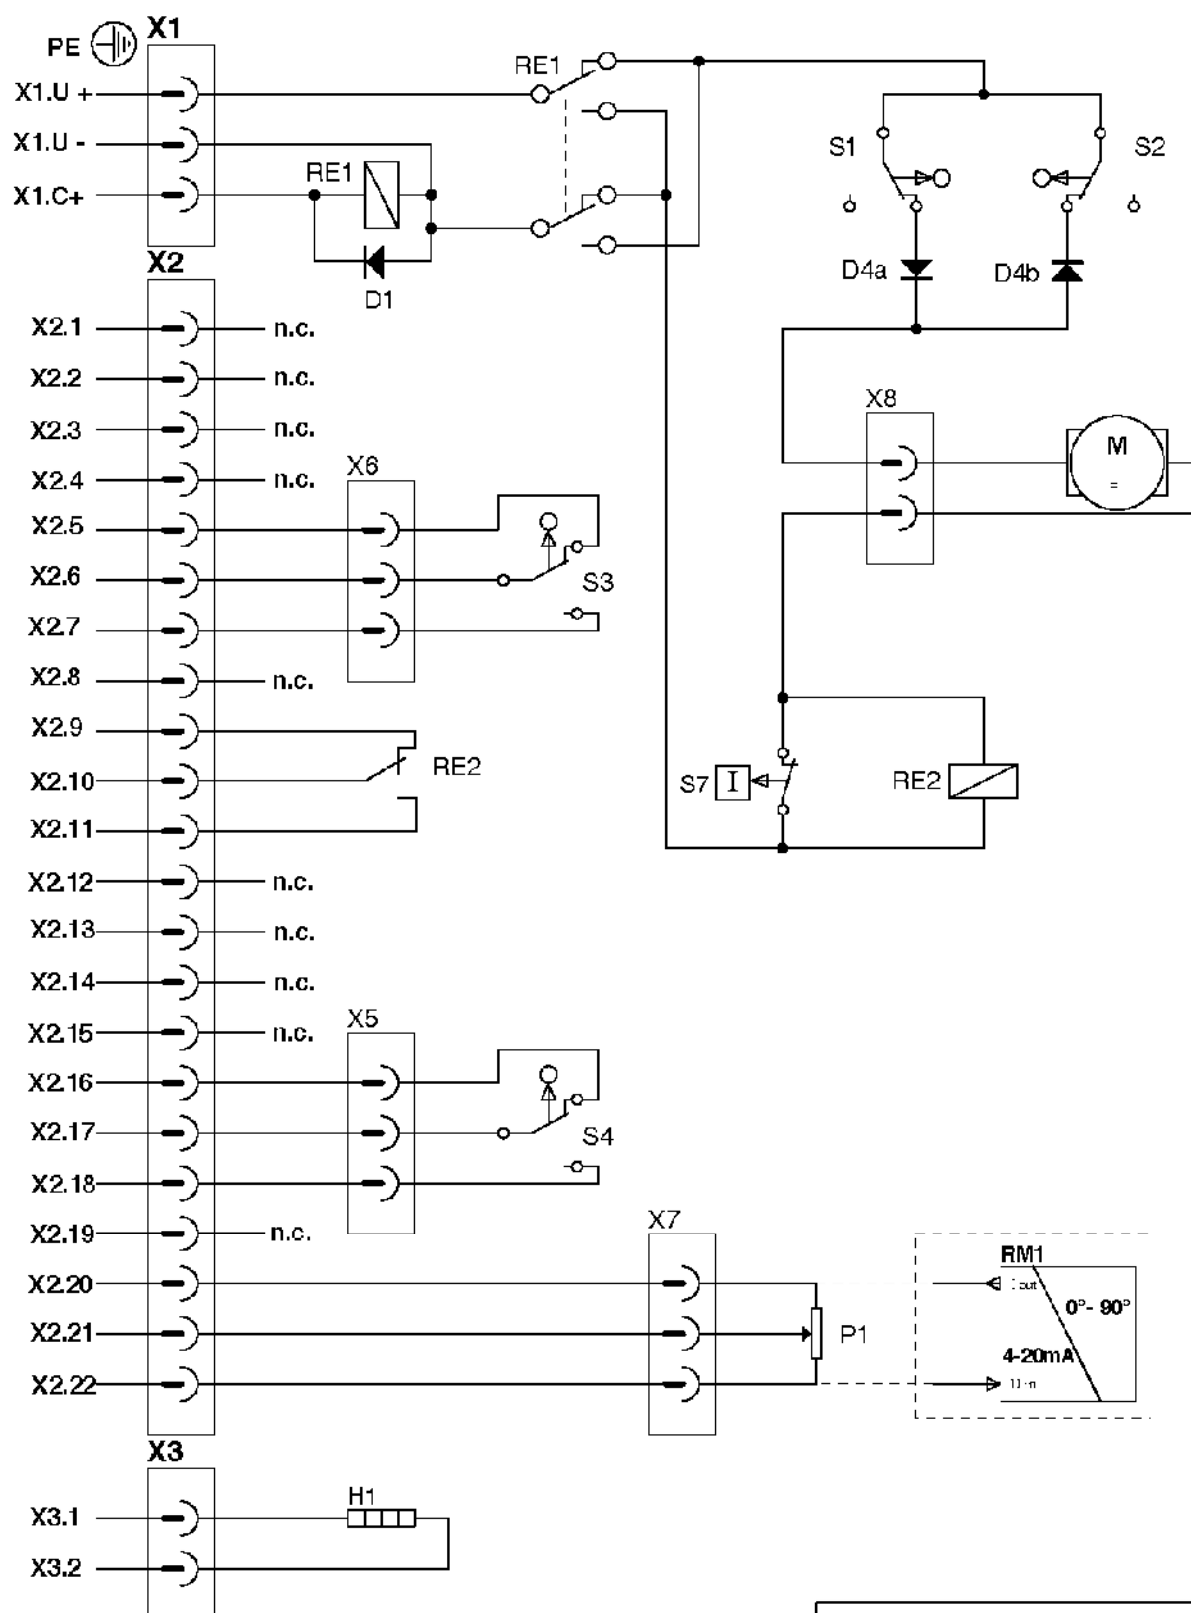 X1
PE
X1.U +
RE1
X1.U -
S1
S2
RE1
X1.C+
X2
D4a
D4b
D1
X2.1
n.c.
X2.2
n.c.
X8
X2.3
n.c.
M
=
X6
X2.4
n.c.
X2.5
X2.6
S3
X2.7
X2.8
n.c.
X2.9
RE2
X2.10
S7
I
RE2
X2.11
X2.12
n.c.
X2.13
n.c.
X2.14
n.c.
X5
X2.15
n.c.
X2.16
X2.17
S4
X2.18
X7
X2.19
n.c.
RM1
X2.20
out
0°- 90°
X2.21
P1
4-20mA
X2.22
X3
H1
X3.1
X3.2